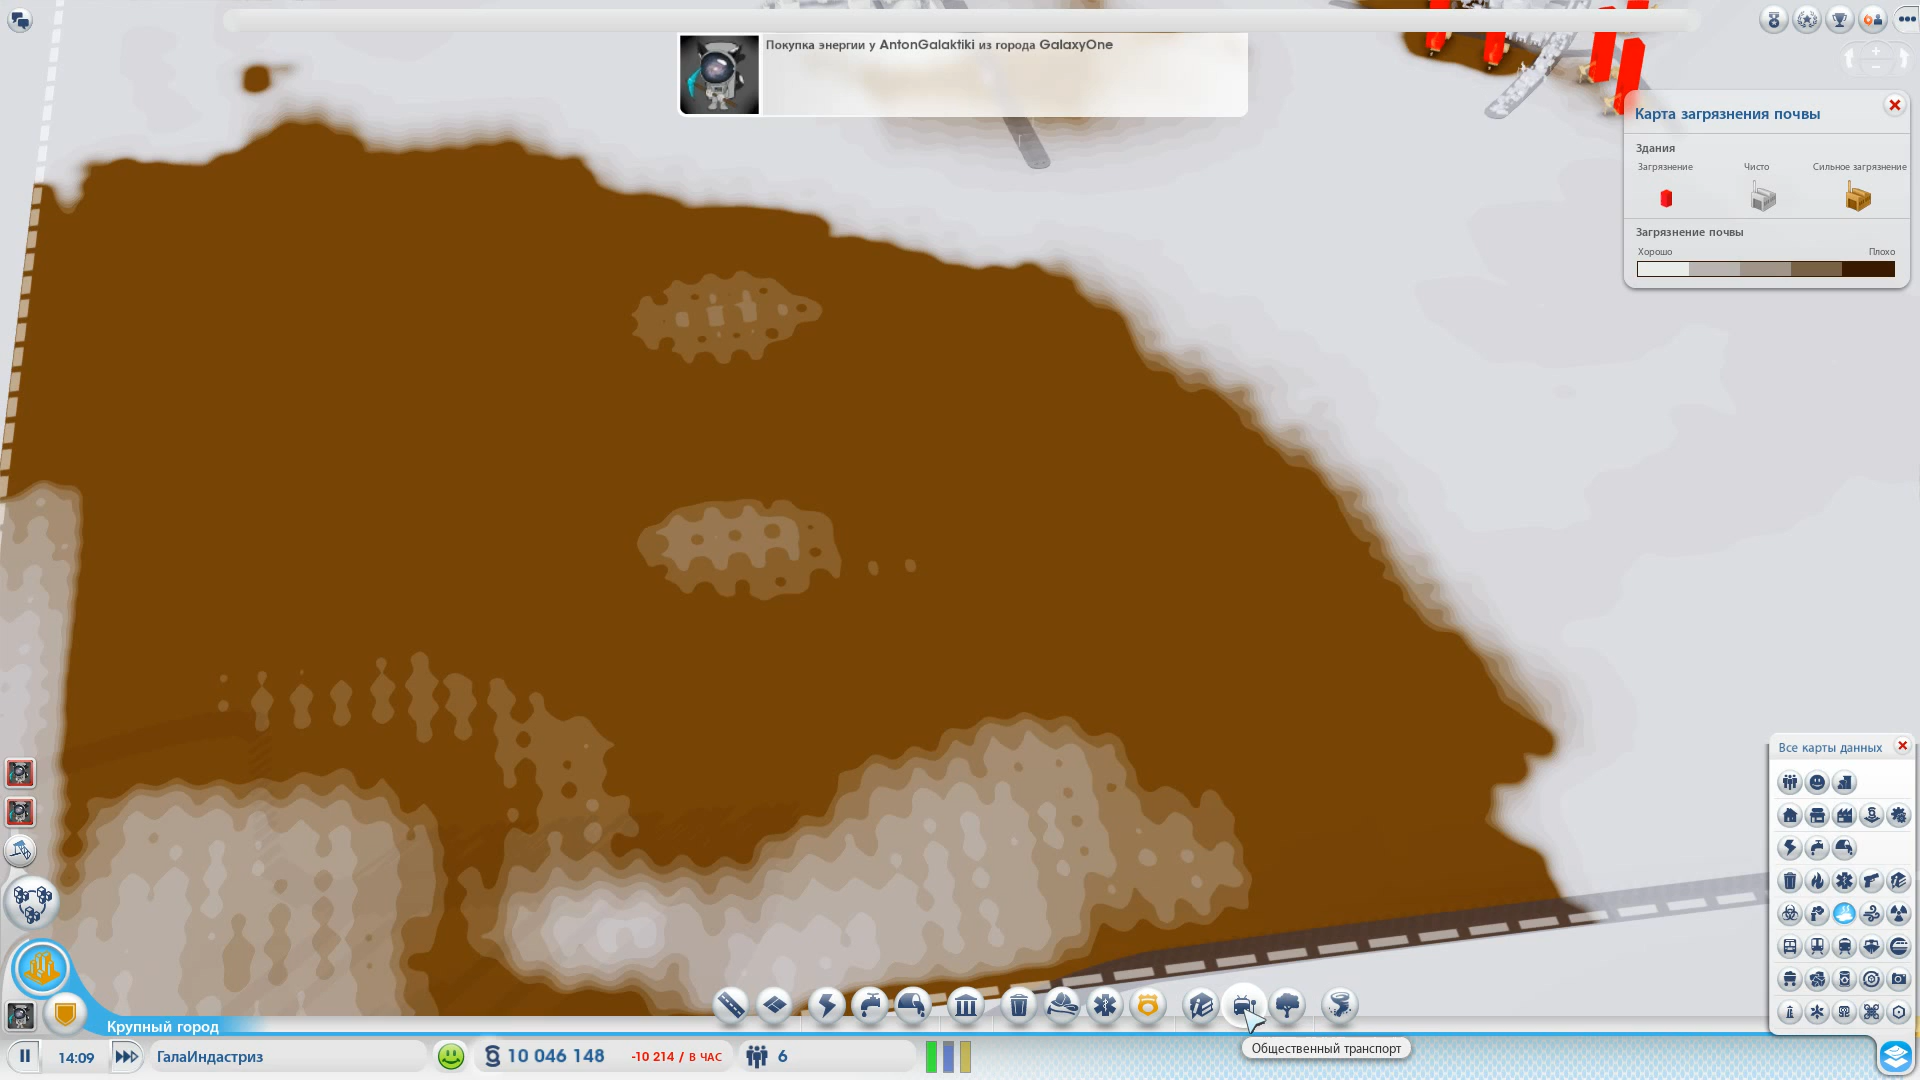 Покупка энергии у AntonGalaktiki из города GalaxyOne
Карта загрязнения почвы
Здания
Загрязнение Чисто Сильное загрязнение
Загрязнение почвы
Хорошо Плохо
Все карты данных
Крупный город
14:09 ГалаИндастриз 10 046 148 -10 214 / В ЧАС 6
Общественный транспорт